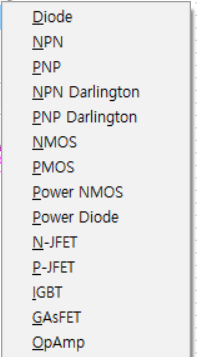 Diode
NPN
PNP
NPN Darlington
PNP Darlington
NMOS
PMOS
Power NMOS
Power Diode
N-JFET
P-JFET
IGBT
GAsFET
OpAmp